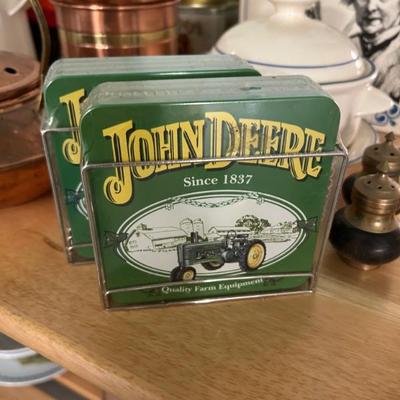 JOHN DEERE
Since 1837
Quality Farm Equipment